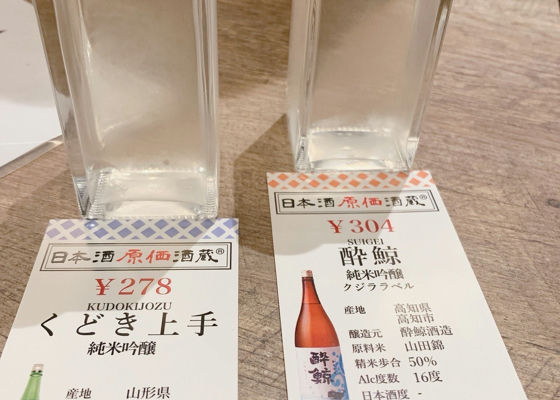 日本酒原価酒蔵®
¥278
KUDOKIJOZU
くどき上手
純米吟醸
産地 山形県
日本酒原価酒蔵®
¥304
SUIGEI
酔鯨
純米吟醸
クジララベル
産地 高知県
高知市
醸造元 酔鯨酒造
原料米 山田錦
精米歩合 50%
Alc度数 16度
日本酒度 -
酔鯨